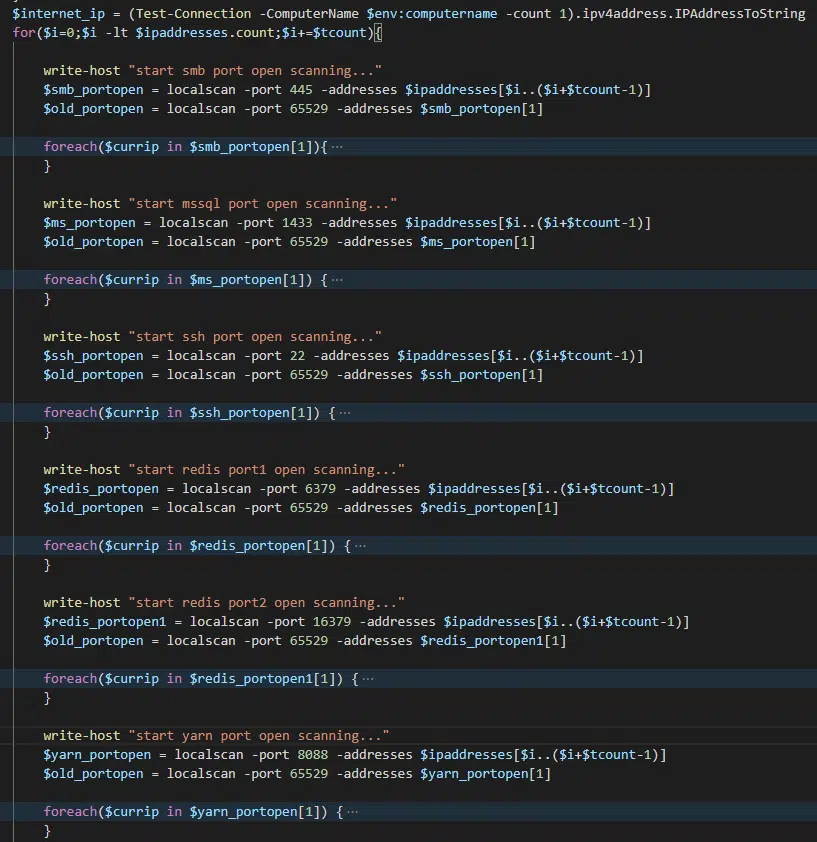 $internet_ip = (Test-Connection -ComputerName $env:computername -count 1).ipv4address.IPAddressToString
for($i=0;$i -lt $ipaddresses.count;$i+=$tcount){
write-host "start smb port open scanning..."
$smb_portopen = localscan -port 445 -addresses $ipaddresses[$i..($i+$tcount-1)]
$old_portopen = localscan -port 65529 -addresses $smb_portopen[1]
foreach($currip in $smb_portopen[1]){ ···
}
write-host "start mssql port open scanning..."
$ms_portopen = localscan -port 1433 -addresses $ipaddresses[$i..($i+$tcount-1)]
$old_portopen = localscan -port 65529 -addresses $ms_portopen[1]
foreach($currip in $ms_portopen[1]) { ···
}
write-host "start ssh port open scanning..."
$ssh_portopen = localscan -port 22 -addresses $ipaddresses[$i..($i+$tcount-1)]
$old_portopen = localscan -port 65529 -addresses $ssh_portopen[1]
foreach($currip in $ssh_portopen[1]) { ···
}
write-host "start redis port1 open scanning..."
$redis_portopen = localscan -port 6379 -addresses $ipaddresses[$i..($i+$tcount-1)]
$old_portopen = localscan -port 65529 -addresses $redis_portopen[1]
foreach($currip in $redis_portopen[1]) { ···
}
write-host "start redis port2 open scanning..."
$redis_portopen1 = localscan -port 16379 -addresses $ipaddresses[$i..($i+$tcount-1)]
$old_portopen = localscan -port 65529 -addresses $redis_portopen1[1]
foreach($currip in $redis_portopen1[1]) { ···
}
write-host "start yarn port open scanning..."
$yarn_portopen = localscan -port 8088 -addresses $ipaddresses[$i..($i+$tcount-1)]
$old_portopen = localscan -port 65529 -addresses $yarn_portopen[1]
foreach($currip in $yarn_portopen[1]) { ···
}